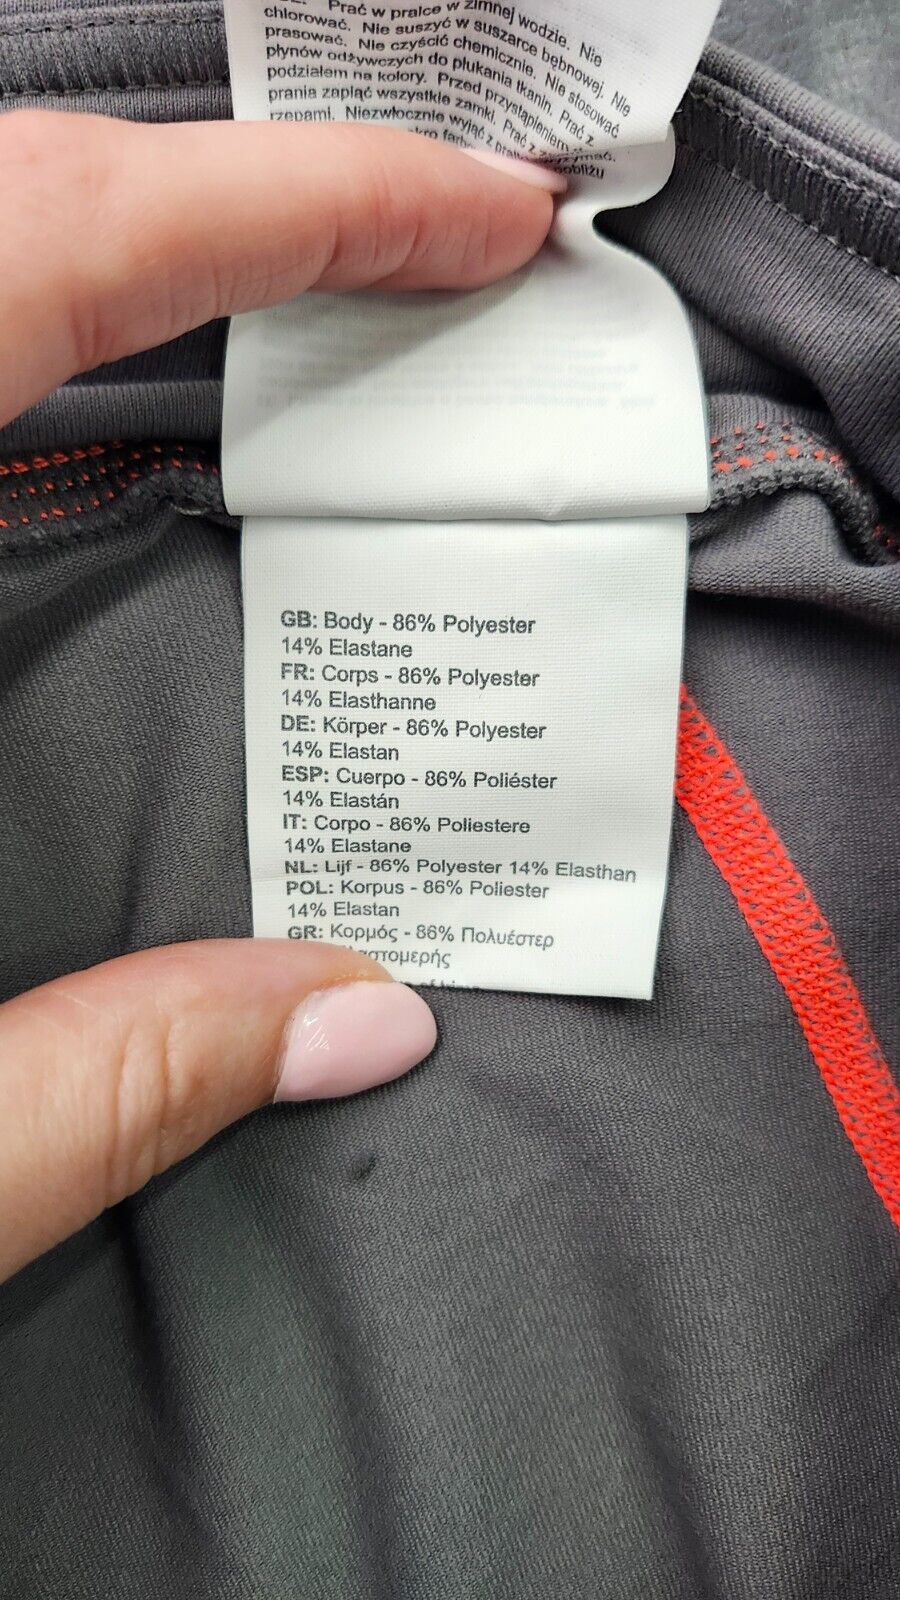 Prać w pralce w zimnej wodzie. Nie
chlorować. Nie suszyć w suszarce bębnowej. Nie
prasować. Nie czyścić chemicznie. Nie stosować
płynów odżywczych do płukania tkanin. Prać z
podziałem na kolory. Przed przystąpieniem
prania zapiąć wszystkie zamki. Prać z
rzepami. Niezwłocznie wyjąć z
pobliżu
GB: Body - 86% Polyester
14% Elastane
FR: Corps - 86% Polyester
14% Elasthanne
DE: Körper - 86% Polyester
14% Elastan
ESP: Cuerpo - 86% Poliéster
14% Elastán
IT: Corpo - 86% Poliestere
14% Elastane
NL: Lijf - 86% Polyester 14% Elasthan
POL: Korpus - 86% Poliester
14% Elastan
GR: Κορμός - 86% Πολυέστερ